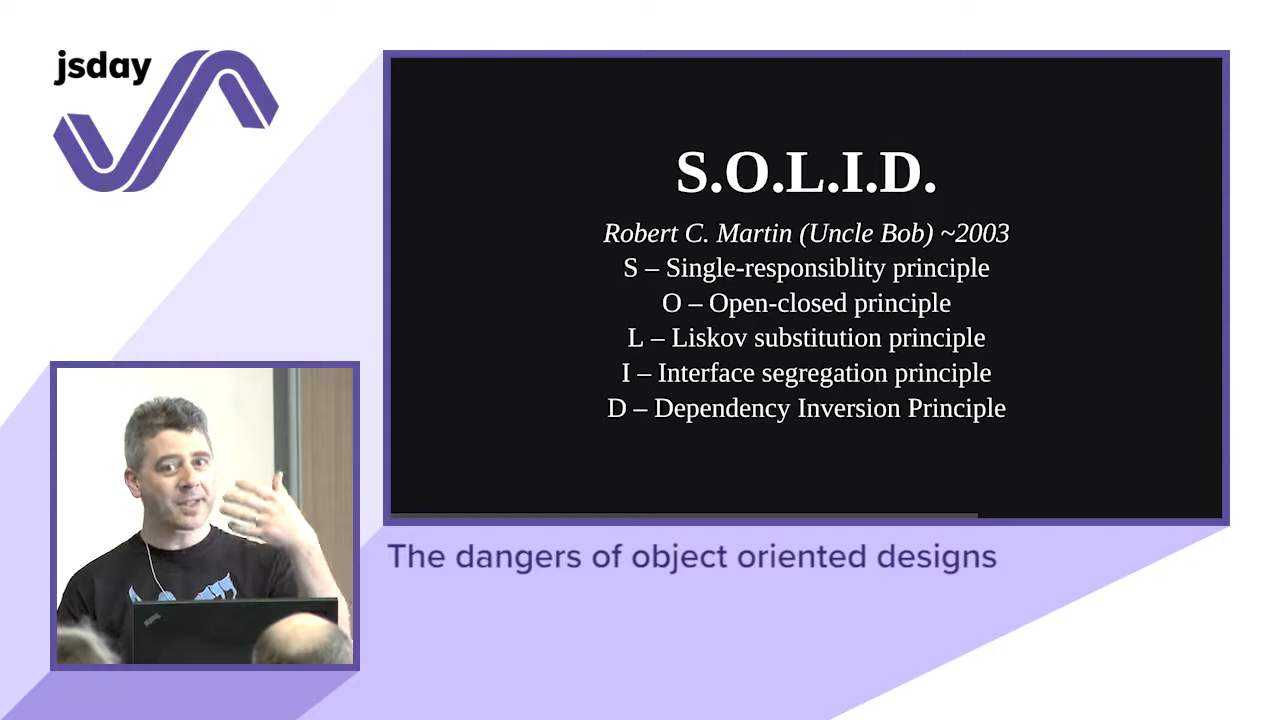 jsday
S.O.L.I.D.
Robert C. Martin (Uncle Bob) ~2003
S – Single-responsiblity principle
O – Open-closed principle
L – Liskov substitution principle
I – Interface segregation principle
D – Dependency Inversion Principle
The dangers of object oriented designs